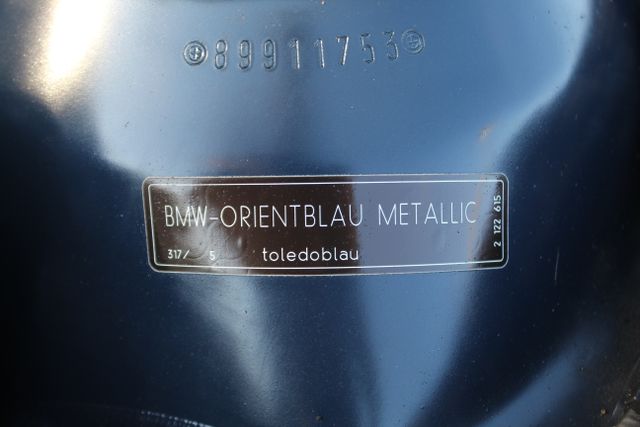 89911753
BMW-ORIENTBLAU METALLIC
317/ 5 toledoblau
2 122 615